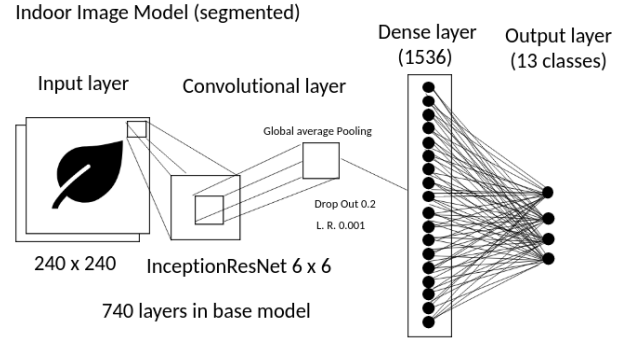 Indoor Image Model (segmented)
Dense layer
(1536)
Output layer
(13 classes)
Input layer
Convolutional layer
Global average Pooling
Drop Out 0.2
L. R. 0.001
240 x 240
InceptionResNet 6 x 6
740 layers in base model